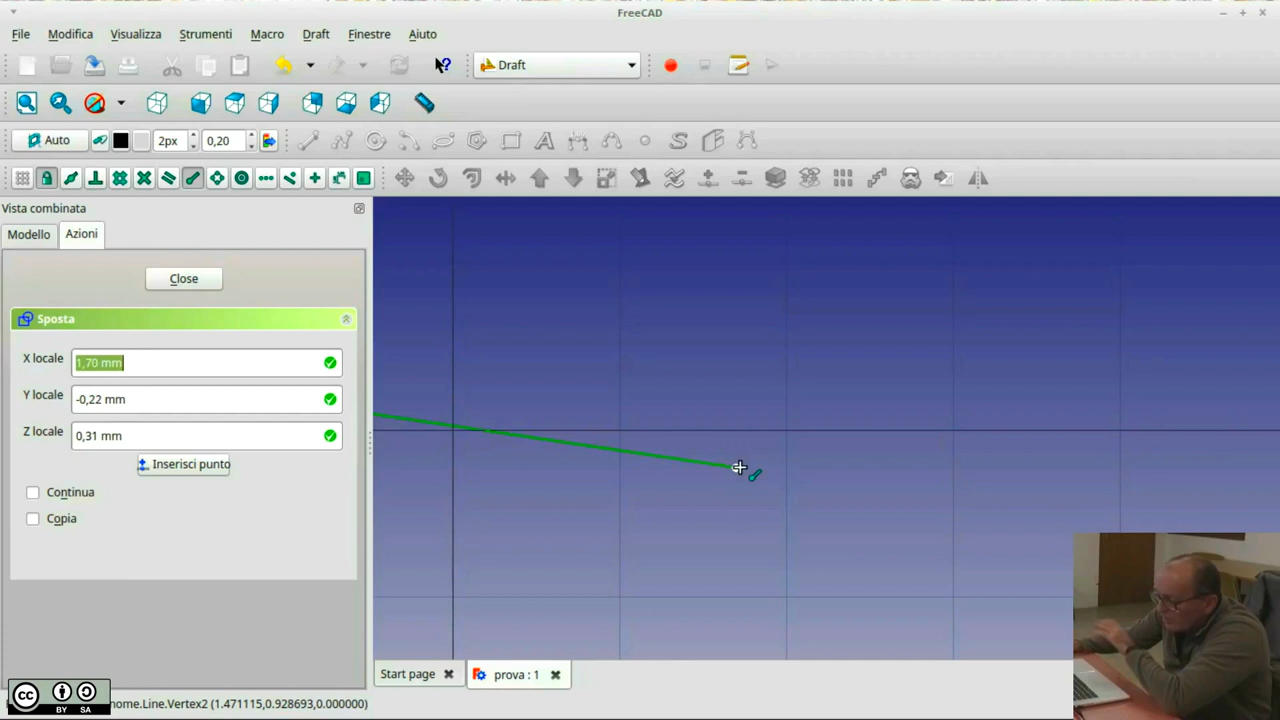 FreeCAD
File Modifica Visualizza Strumenti Macro Draft Finestre Aiuto
Draft
Auto 2px 0,20
Vista combinata
Modello Azioni
Close
Sposta
X locale 1,70 mm
Y locale -0,22 mm
Z locale 0,31 mm
Inserisci punto
Continua
Copia
Start page prova : 1
CC BY SA
nome.Line.Vertex2 (1.471115,0.928693,0.000000)